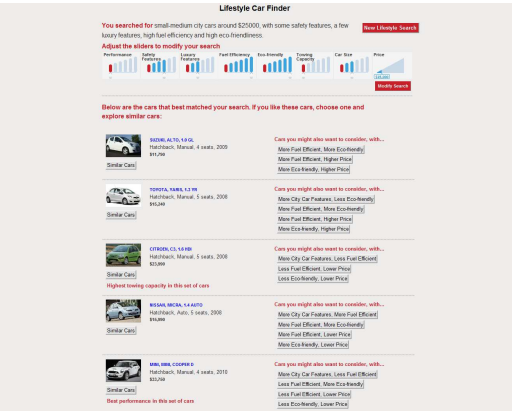 Lifestyle Car Finder
You searched for small-medium city cars around $25000, with some safety features, a few
luxury features, high fuel efficiency and high eco-friendliness.
New Lifestyle Search
Adjust the sliders to modify your search
Performance Safety Features Luxury Features Fuel Efficiency Eco-friendly Towing Capacity Car Size Price
Modify Search
Below are the cars that best matched your search. If you like these cars, choose one and
explore similar cars:
SUZUKI, ALTO, 1.0 GL
Hatchback, Manual, 4 seats, 2009
$11,790
Similar Cars
Cars you might also want to consider, with...
More Fuel Efficient, More Eco-friendly
More Fuel Efficient, Higher Price
More Eco-friendly, Higher Price
TOYOTA, YARIS, 1.3 YR
Hatchback, Manual, 5 seats, 2008
$15,240
Similar Cars
Cars you might also want to consider, with...
More City Car Features, Less Eco-friendly
More Fuel Efficient, More Eco-friendly
More Fuel Efficient, Higher Price
More Eco-friendly, Higher Price
CITROEN, C3, 1.6 HDI
Hatchback, Manual, 5 seats, 2008
$23,990
Similar Cars
Highest towing capacity in this set of cars
Cars you might also want to consider, with...
More City Car Features, Less Fuel Efficient
Less Fuel Efficient, Lower Price
Less Eco-friendly, Lower Price
NISSAN, MICRA, 1.4 AUTO
Hatchback, Auto, 5 seats, 2008
$16,990
Similar Cars
Cars you might also want to consider, with...
More City Car Features, More Fuel Efficient
More Fuel Efficient, More Eco-friendly
More Fuel Efficient, Lower Price
More Eco-friendly, Lower Price
MINI, MINI, COOPER D
Hatchback, Manual, 4 seats, 2010
$33,750
Similar Cars
Best performance in this set of cars
Cars you might also want to consider, with...
More City Car Features, Less Fuel Efficient
Less Fuel Efficient, More Eco-friendly
Less Fuel Efficient, Lower Price
Less Eco-friendly, Lower Price